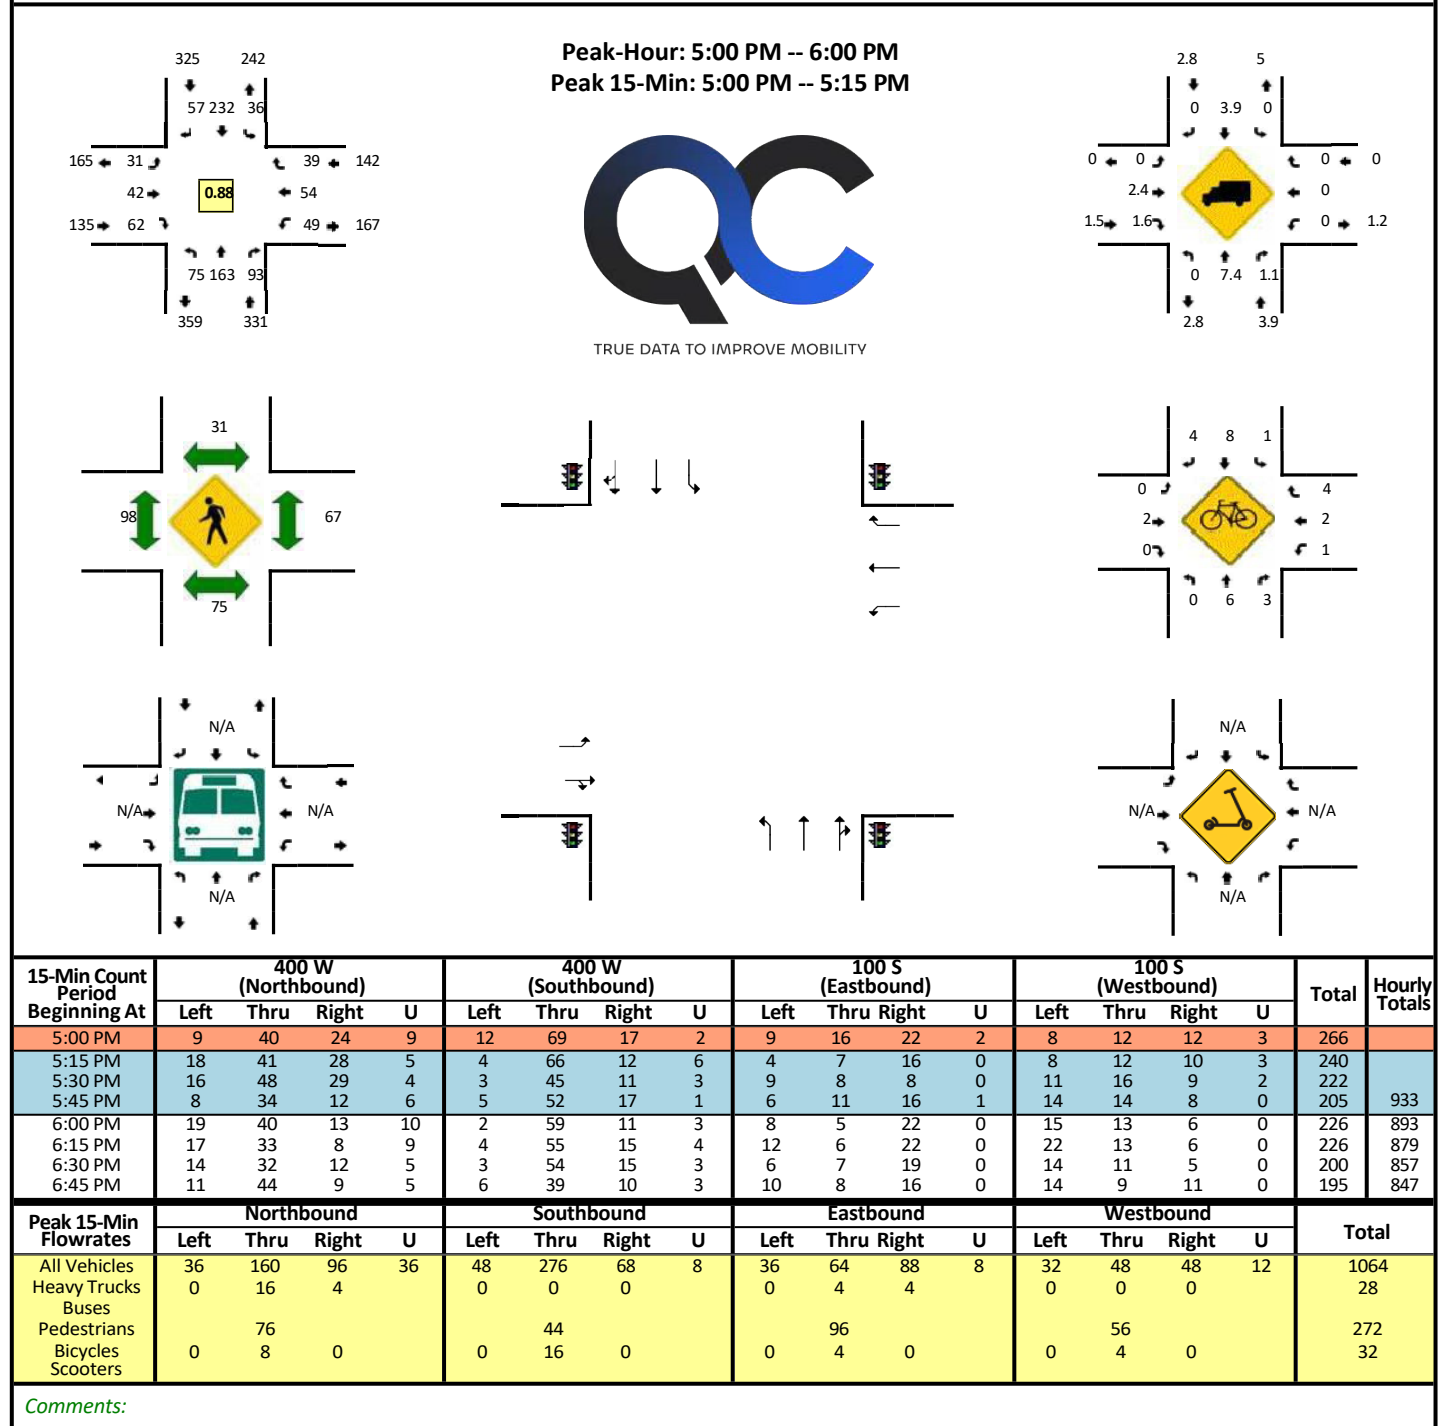 Peak-Hour: 5:00 PM -- 6:00 PM
Peak 15-Min: 5:00 PM -- 5:15 PM
325 242
57 232 36
165 31 39 142
42 0.88 54
135 62 49 167
75 163 93
359 331
TRUE DATA TO IMPROVE MOBILITY
2.8 5
0 3.9 0
0 0 0 0
2.4 0
1.5 1.6 0 1.2
0 7.4 1.1
2.8 3.9
31
98 67
75
4 8 1
0 4
2 2
0 1
0 6 3
N/A
N/A N/A
N/A
N/A
N/A N/A
N/A
15-Min Count Period Beginning At 400 W (Northbound) 400 W (Southbound) 100 S (Eastbound) 100 S (Westbound) Total Hourly Totals
Left Thru Right U Left Thru Right U Left Thru Right U Left Thru Right U
5:00 PM 9 40 24 9 12 69 17 2 9 16 22 2 8 12 12 3 266
5:15 PM 18 41 28 5 4 66 12 6 4 7 16 0 8 12 10 3 240
5:30 PM 16 48 29 4 3 45 11 3 9 8 8 0 11 16 9 2 222
5:45 PM 8 34 12 6 5 52 17 1 6 11 16 1 14 14 8 0 205 933
6:00 PM 19 40 13 10 2 59 11 3 8 5 22 0 15 13 6 0 226 893
6:15 PM 17 33 8 9 4 55 15 4 12 6 22 0 22 13 6 0 226 879
6:30 PM 14 32 12 5 3 54 15 3 6 7 19 0 14 11 5 0 200 857
6:45 PM 11 44 9 5 6 39 10 3 10 8 16 0 14 9 11 0 195 847
Peak 15-Min Flowrates Northbound Southbound Eastbound Westbound Total
Left Thru Right U Left Thru Right U Left Thru Right U Left Thru Right U
All Vehicles 36 160 96 36 48 276 68 8 36 64 88 8 32 48 48 12 1064
Heavy Trucks 0 16 4 0 0 0 0 4 4 0 0 0 28
Buses
Pedestrians 76 44 96 56 272
Bicycles 0 8 0 0 16 0 0 4 0 0 4 0 32
Scooters
Comments: